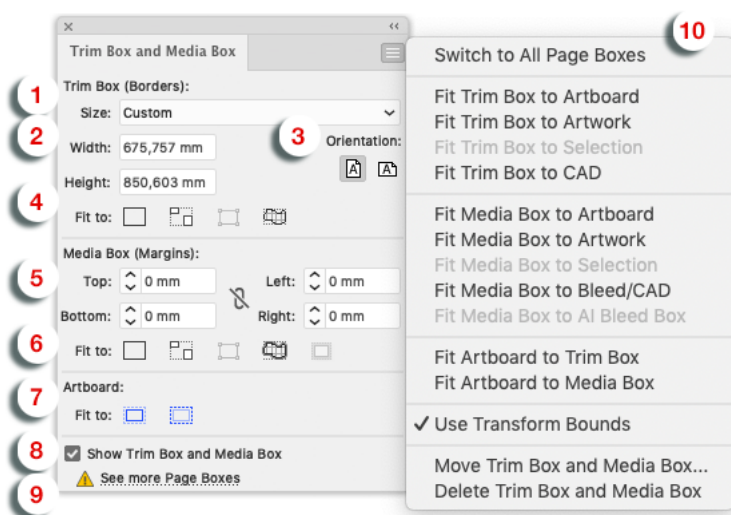 Trim Box and Media Box
1
Trim Box (Borders):
Size: Custom
2
Width: 675,757 mm
3
Orientation:
A A
Height: 850,603 mm
4
Fit to:
Media Box (Margins):
5
Top: 0 mm Left: 0 mm
Bottom: 0 mm Right: 0 mm
6
Fit to:
Artboard:
7
Fit to:
8
Show Trim Box and Media Box
9
See more Page Boxes
10
Switch to All Page Boxes
Fit Trim Box to Artboard
Fit Trim Box to Artwork
Fit Trim Box to Selection
Fit Trim Box to CAD
Fit Media Box to Artboard
Fit Media Box to Artwork
Fit Media Box to Selection
Fit Media Box to Bleed/CAD
Fit Media Box to AI Bleed Box
Fit Artboard to Trim Box
Fit Artboard to Media Box
✓ Use Transform Bounds
Move Trim Box and Media Box...
Delete Trim Box and Media Box